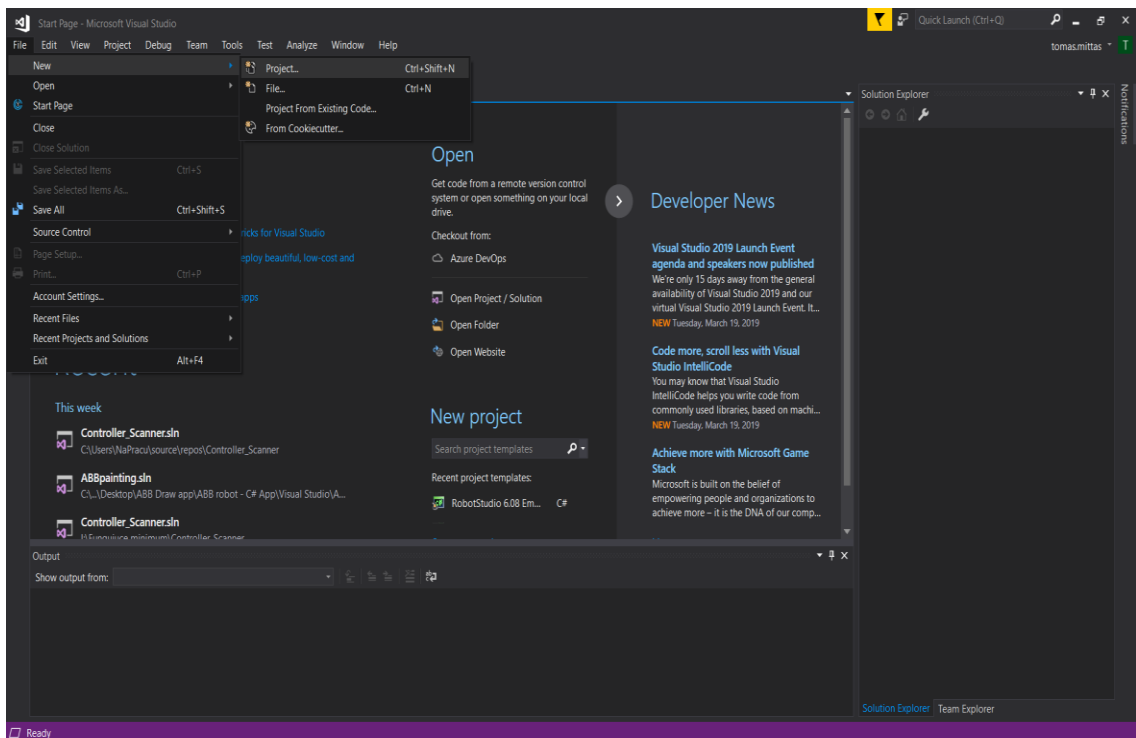 Start Page - Microsoft Visual Studio
Quick Launch (Ctrl+Q)
File Edit View Project Debug Team Tools Test Analyze Window Help
tomas.mittas T
New
Open
Start Page
Close
Close Solution
Save Selected Items Ctrl+S
Save Selected Items As...
Save All Ctrl+Shift+S
Source Control
Page Setup...
Print... Ctrl+P
Account Settings...
Recent Files
Recent Projects and Solutions
Exit Alt+F4
Project... Ctrl+Shift+N
File... Ctrl+N
Project From Existing Code...
From Cookiecutter...
ricks for Visual Studio
eploy beautiful, low-cost and
apps
This week
Controller_Scanner.sln
C:\Users\NaPracu\source\repos\Controller_Scanner
ABBpainting.sln
C:\...\Desktop\ABB Draw app\ABB robot - C# App\Visual Studio\A...
Controller_Scanner.sln
Open
Get code from a remote version control
system or open something on your local
drive.
Checkout from:
Azure DevOps
Open Project / Solution
Open Folder
Open Website
New project
Search project templates
Recent project templates:
RobotStudio 6.08 Em... C#
Developer News
Visual Studio 2019 Launch Event
agenda and speakers now published
We're only 15 days away from the general
availability of Visual Studio 2019 and our
virtual Visual Studio 2019 Launch Event. It...
NEW Tuesday, March 19, 2019
Code more, scroll less with Visual
Studio IntelliCode
You may know that Visual Studio
IntelliCode helps you write code from
commonly used libraries, based on machi...
NEW Tuesday, March 19, 2019
Achieve more with Microsoft Game
Stack
Microsoft is built on the belief of
empowering people and organizations to
achieve more – it is the DNA of our comp...
Solution Explorer
Notifications
Output
Show output from:
Solution Explorer Team Explorer
Ready